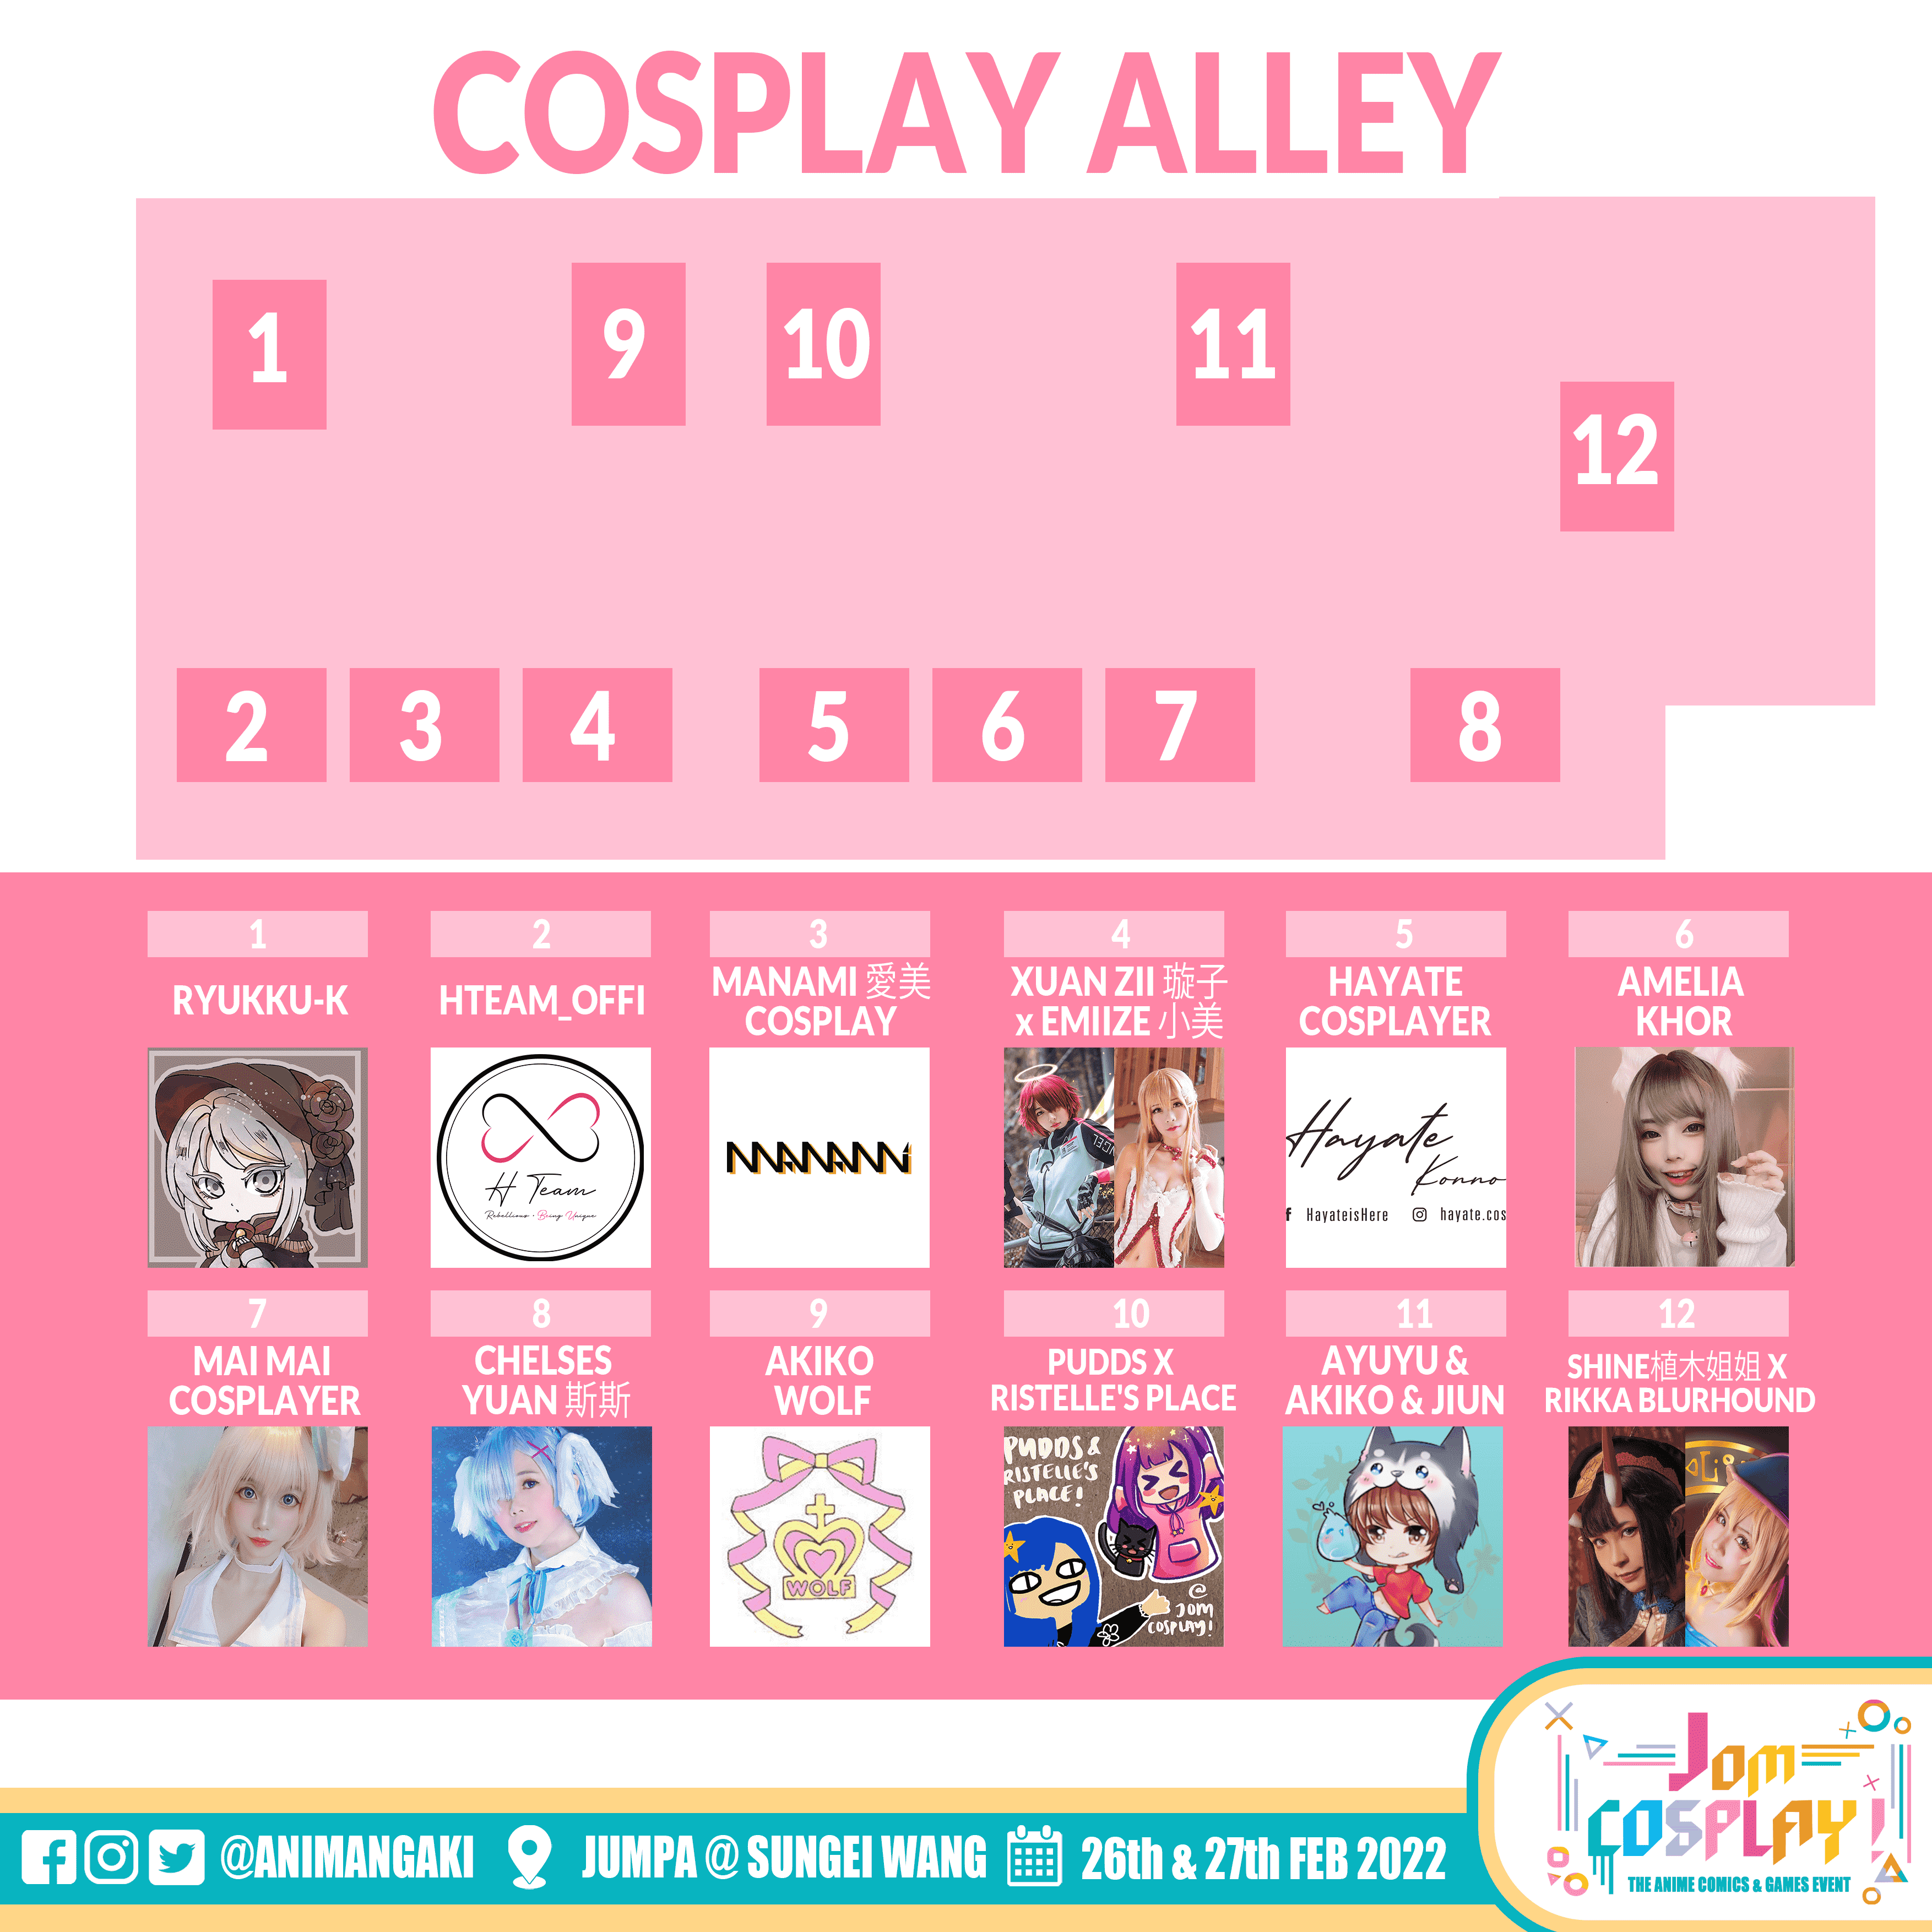 COSPLAY ALLEY
1
9
10
11
12
2
3
4
5
6
7
8
1
RYUKKU-K
2
HTEAM_OFFI
H Team
Rebellious • Being Unique
3
MANAMI 愛美
COSPLAY
MANAMI
4
XUAN ZII 璇子
x EMIIZE 小美
5
HAYATE
COSPLAYER
Hayate
Konno
f HayateisHere hayate.cos
6
AMELIA
KHOR
7
MAI MAI
COSPLAYER
8
CHELSES
YUAN 斯斯
9
AKIKO
WOLF
WOLF
10
PUDDS X
RISTELLE'S PLACE
PUDDS &
RISTELLE'S
PLACE!
@
JOM
COSPLAY!
11
AYUYU &
AKIKO & JIUN
12
SHINE植木姐姐 X
RIKKA BLURHOUND
@ANIMANGAKI JUMPA @ SUNGEI WANG 26th & 27th FEB 2022
JOM
COSPLAY!
THE ANIME COMICS & GAMES EVENT